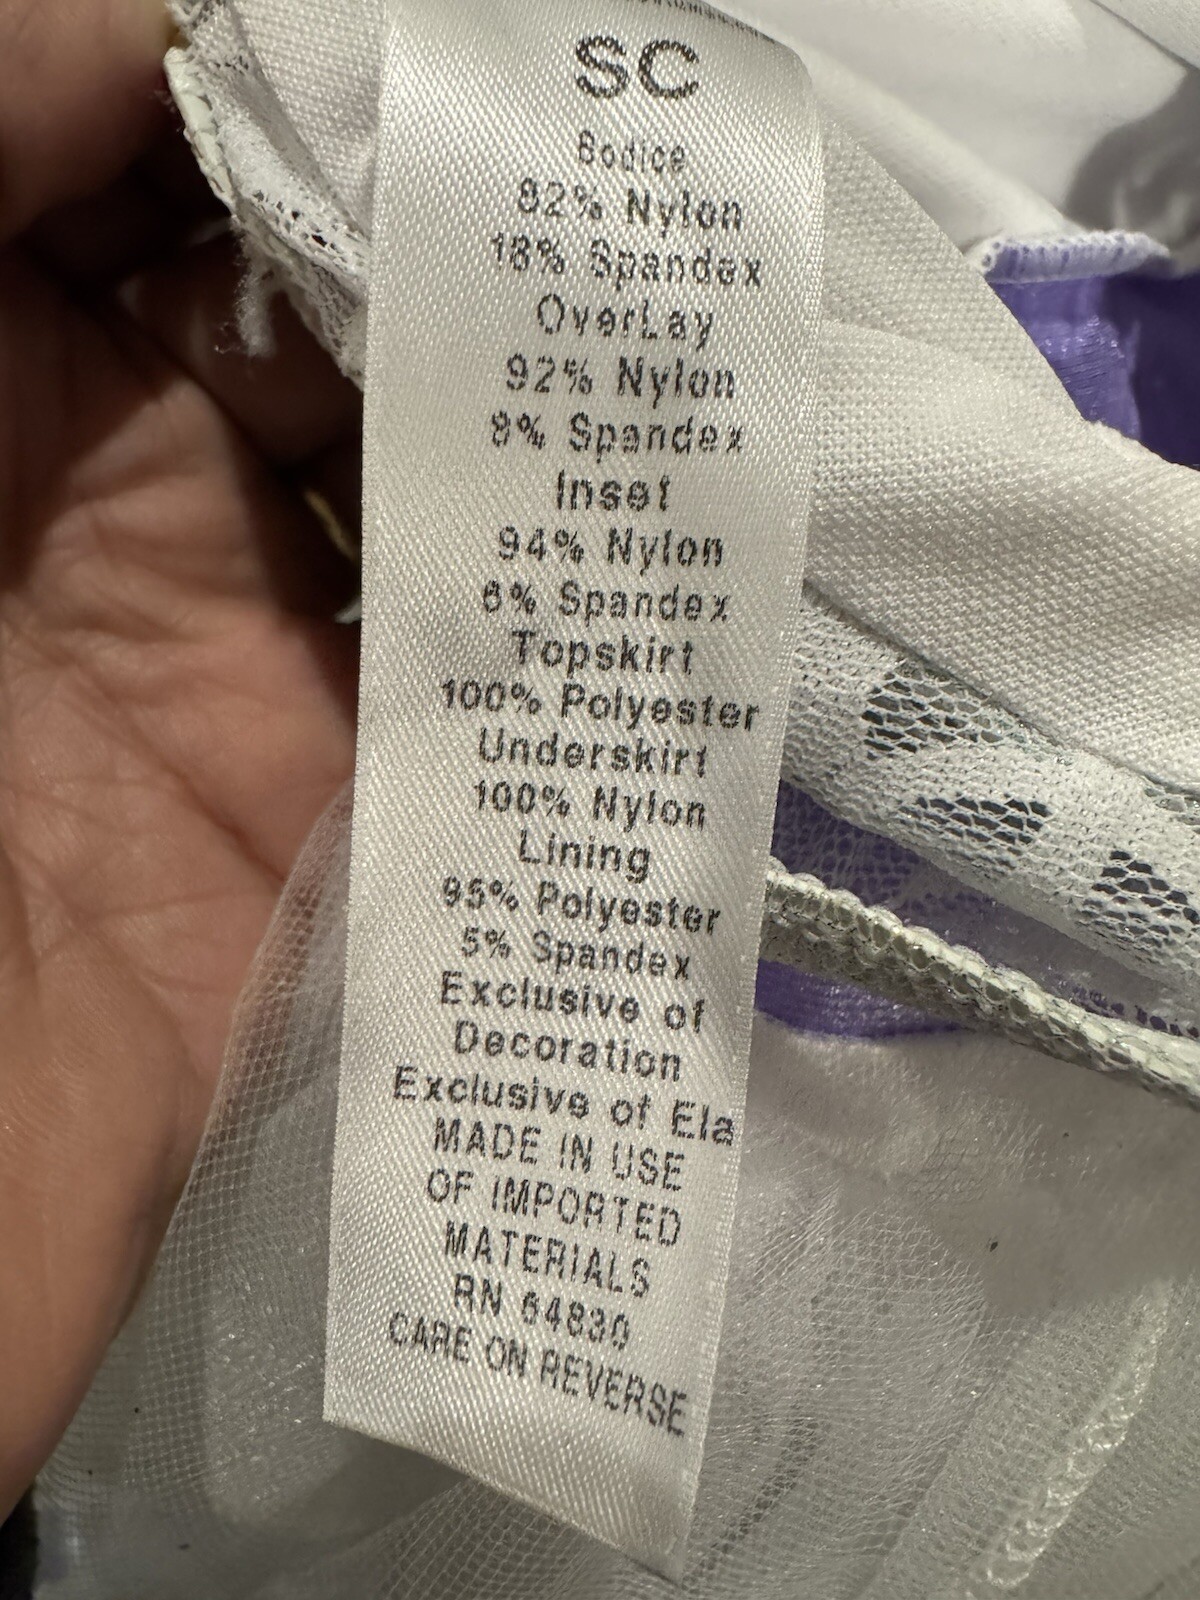 SC
Bodice
82% Nylon
18% Spandex
OverLay
92% Nylon
8% Spandex
Inset
94% Nylon
6% Spandex
Topskirt
100% Polyester
Underskirt
100% Nylon
Lining
95% Polyester
5% Spandex
Exclusive of
Decoration
Exclusive of Ela
MADE IN USE
OF IMPORTED
MATERIALS
RN 64830
CARE ON REVERSE